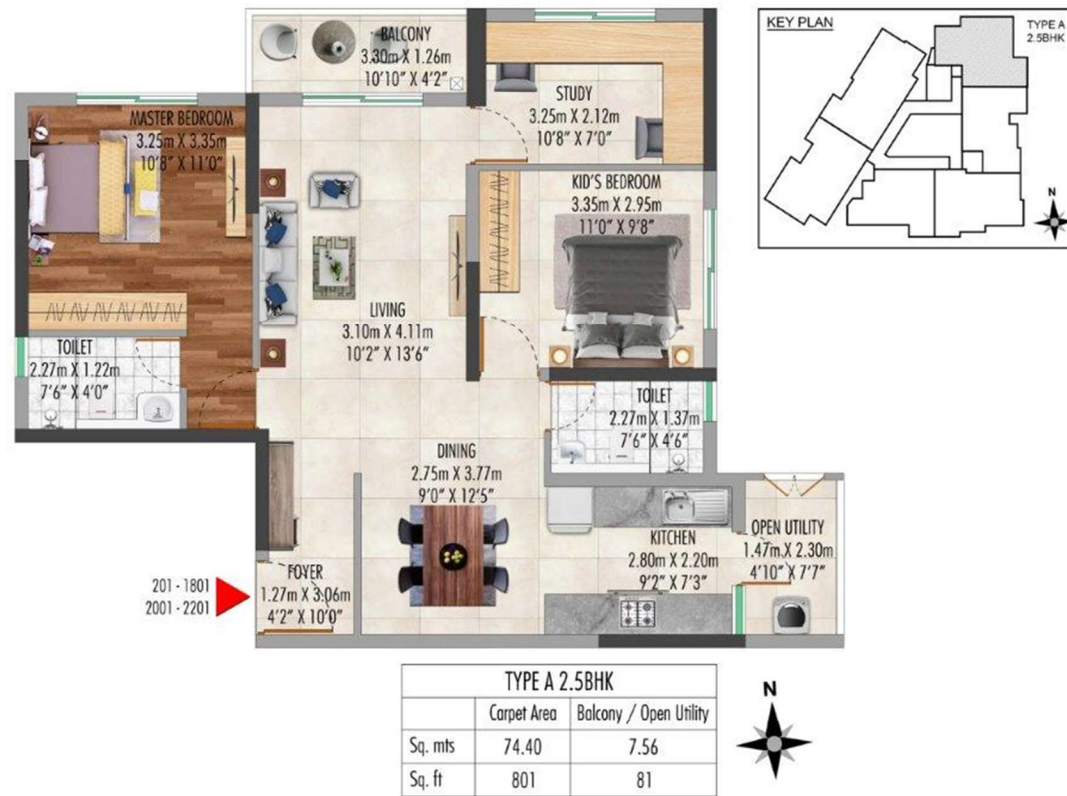 BALCONY
3.30m X 1.26m
10'10" X 4'2"
KEY PLAN
TYPE A
2.5BHK
N
STUDY
3.25m X 2.12m
10'8" X 7'0"
MASTER BEDROOM
3.25m X 3.35m
10'8" X 11'0"
KID'S BEDROOM
3.35m X 2.95m
11'0" X 9'8"
LIVING
3.10m X 4.11m
10'2" X 13'6"
TOILET
2.27m X 1.22m
7'6" X 4'0"
TOILET
2.27m X 1.37m
7'6" X 4'6"
DINING
2.75m X 3.77m
9'0" X 12'5"
KITCHEN
2.80m X 2.20m
9'2" X 7'3"
OPEN UTILITY
1.47m X 2.30m
4'10" X 7'7"
FOYER
1.27m X 3.06m
4'2" X 10'0"
201 - 1801
2001 - 2201
TYPE A 2.5BHK
Carpet Area Balcony / Open Utility
Sq. mts 74.40 7.56
Sq. ft 801 81
N